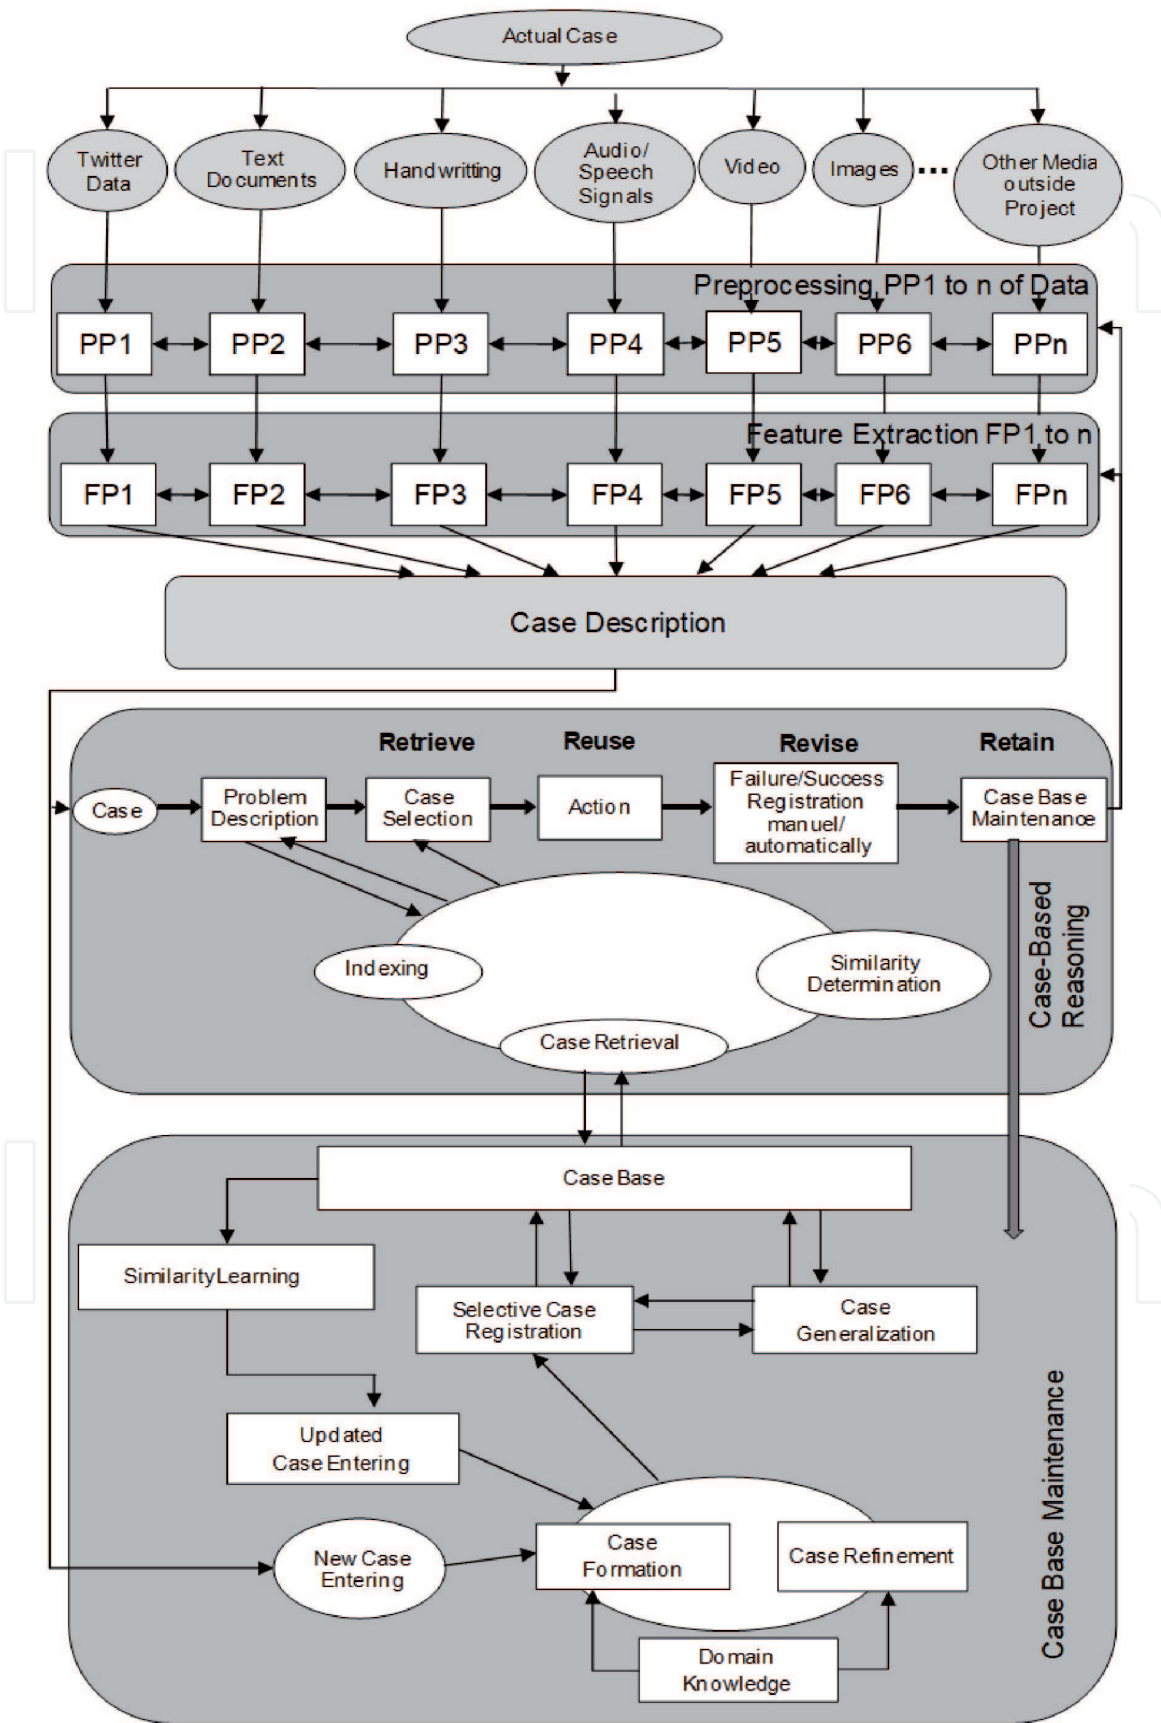 Actual Case
Twitter
Data
Text
Documents
Handwritting
Audio/
Speech
Signals
Video
Images
...
Other Media
outside
Project
Preprocessing PP1 to n of Data
PP1
PP2
PP3
PP4
PP5
PP6
PPn
Feature Extraction FP1 to n
FP1
FP2
FP3
FP4
FP5
FP6
FPn
Case Description
Retrieve
Reuse
Revise
Retain
Case
Problem
Description
Case
Selection
Action
Failure/Success
Registration
manuel/
automatically
Case Base
Maintenance
Indexing
Similarity
Determination
Case Retrieval
Case-Based
Reasoning
Case Base
Similarity Learning
Selective Case
Registration
Case
Generalization
Updated
Case Entering
New Case
Entering
Case
Formation
Case Refinement
Domain
Knowledge
Case Base Maintenance